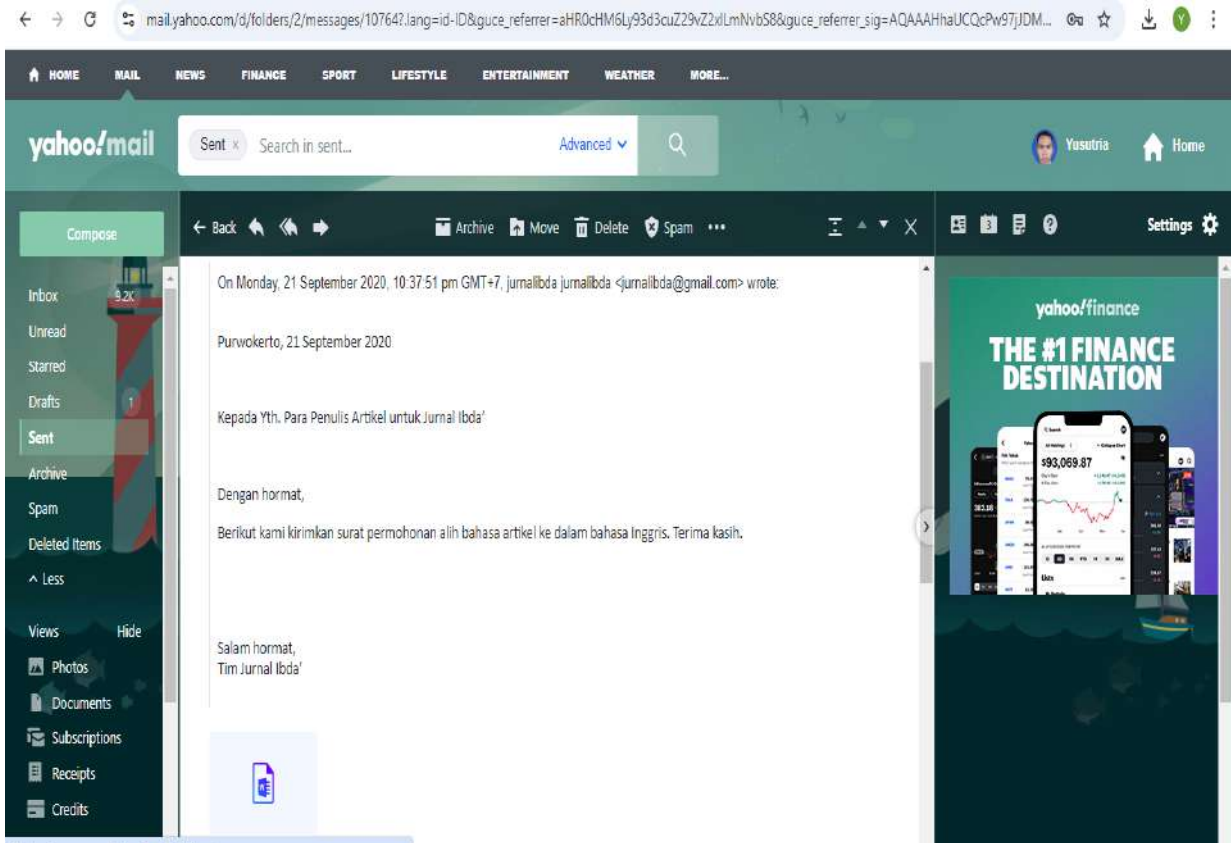 mail.yahoo.com/d/folders/2/messages/10764?.lang=id-ID&guce_referrer=aHR0cHM6Ly93d3cuZ29vZ2xlLmNvbS8&guce_referrer_sig=AQAAAHhaUCQcPw97jJDM...
Y
HOME MAIL NEWS FINANCE SPORT LIFESTYLE ENTERTAINMENT WEATHER MORE...
yahoo!mail
Sent × Search in sent... Advanced
Yusutria Home
Compose
Back Archive Move Delete Spam
3 Settings
Inbox 9.2K
Unread
Starred
Drafts 1
Sent
Archive
Spam
Deleted Items
Less
Views Hide
Photos
Documents
Subscriptions
Receipts
Credits
On Monday, 21 September 2020, 10:37:51 pm GMT+7, jurnalibda jurnalibda <jurnalibda@gmail.com> wrote:
Purwokerto, 21 September 2020
Kepada Yth. Para Penulis Artikel untuk Jurnal Ibda'
Dengan hormat,
Berikut kami kirimkan surat permohonan alih bahasa artikel ke dalam bahasa Inggris. Terima kasih.
Salam hormat,
Tim Jurnal Ibda'
yahoo!finance
THE #1 FINANCE
DESTINATION
$93,069.87